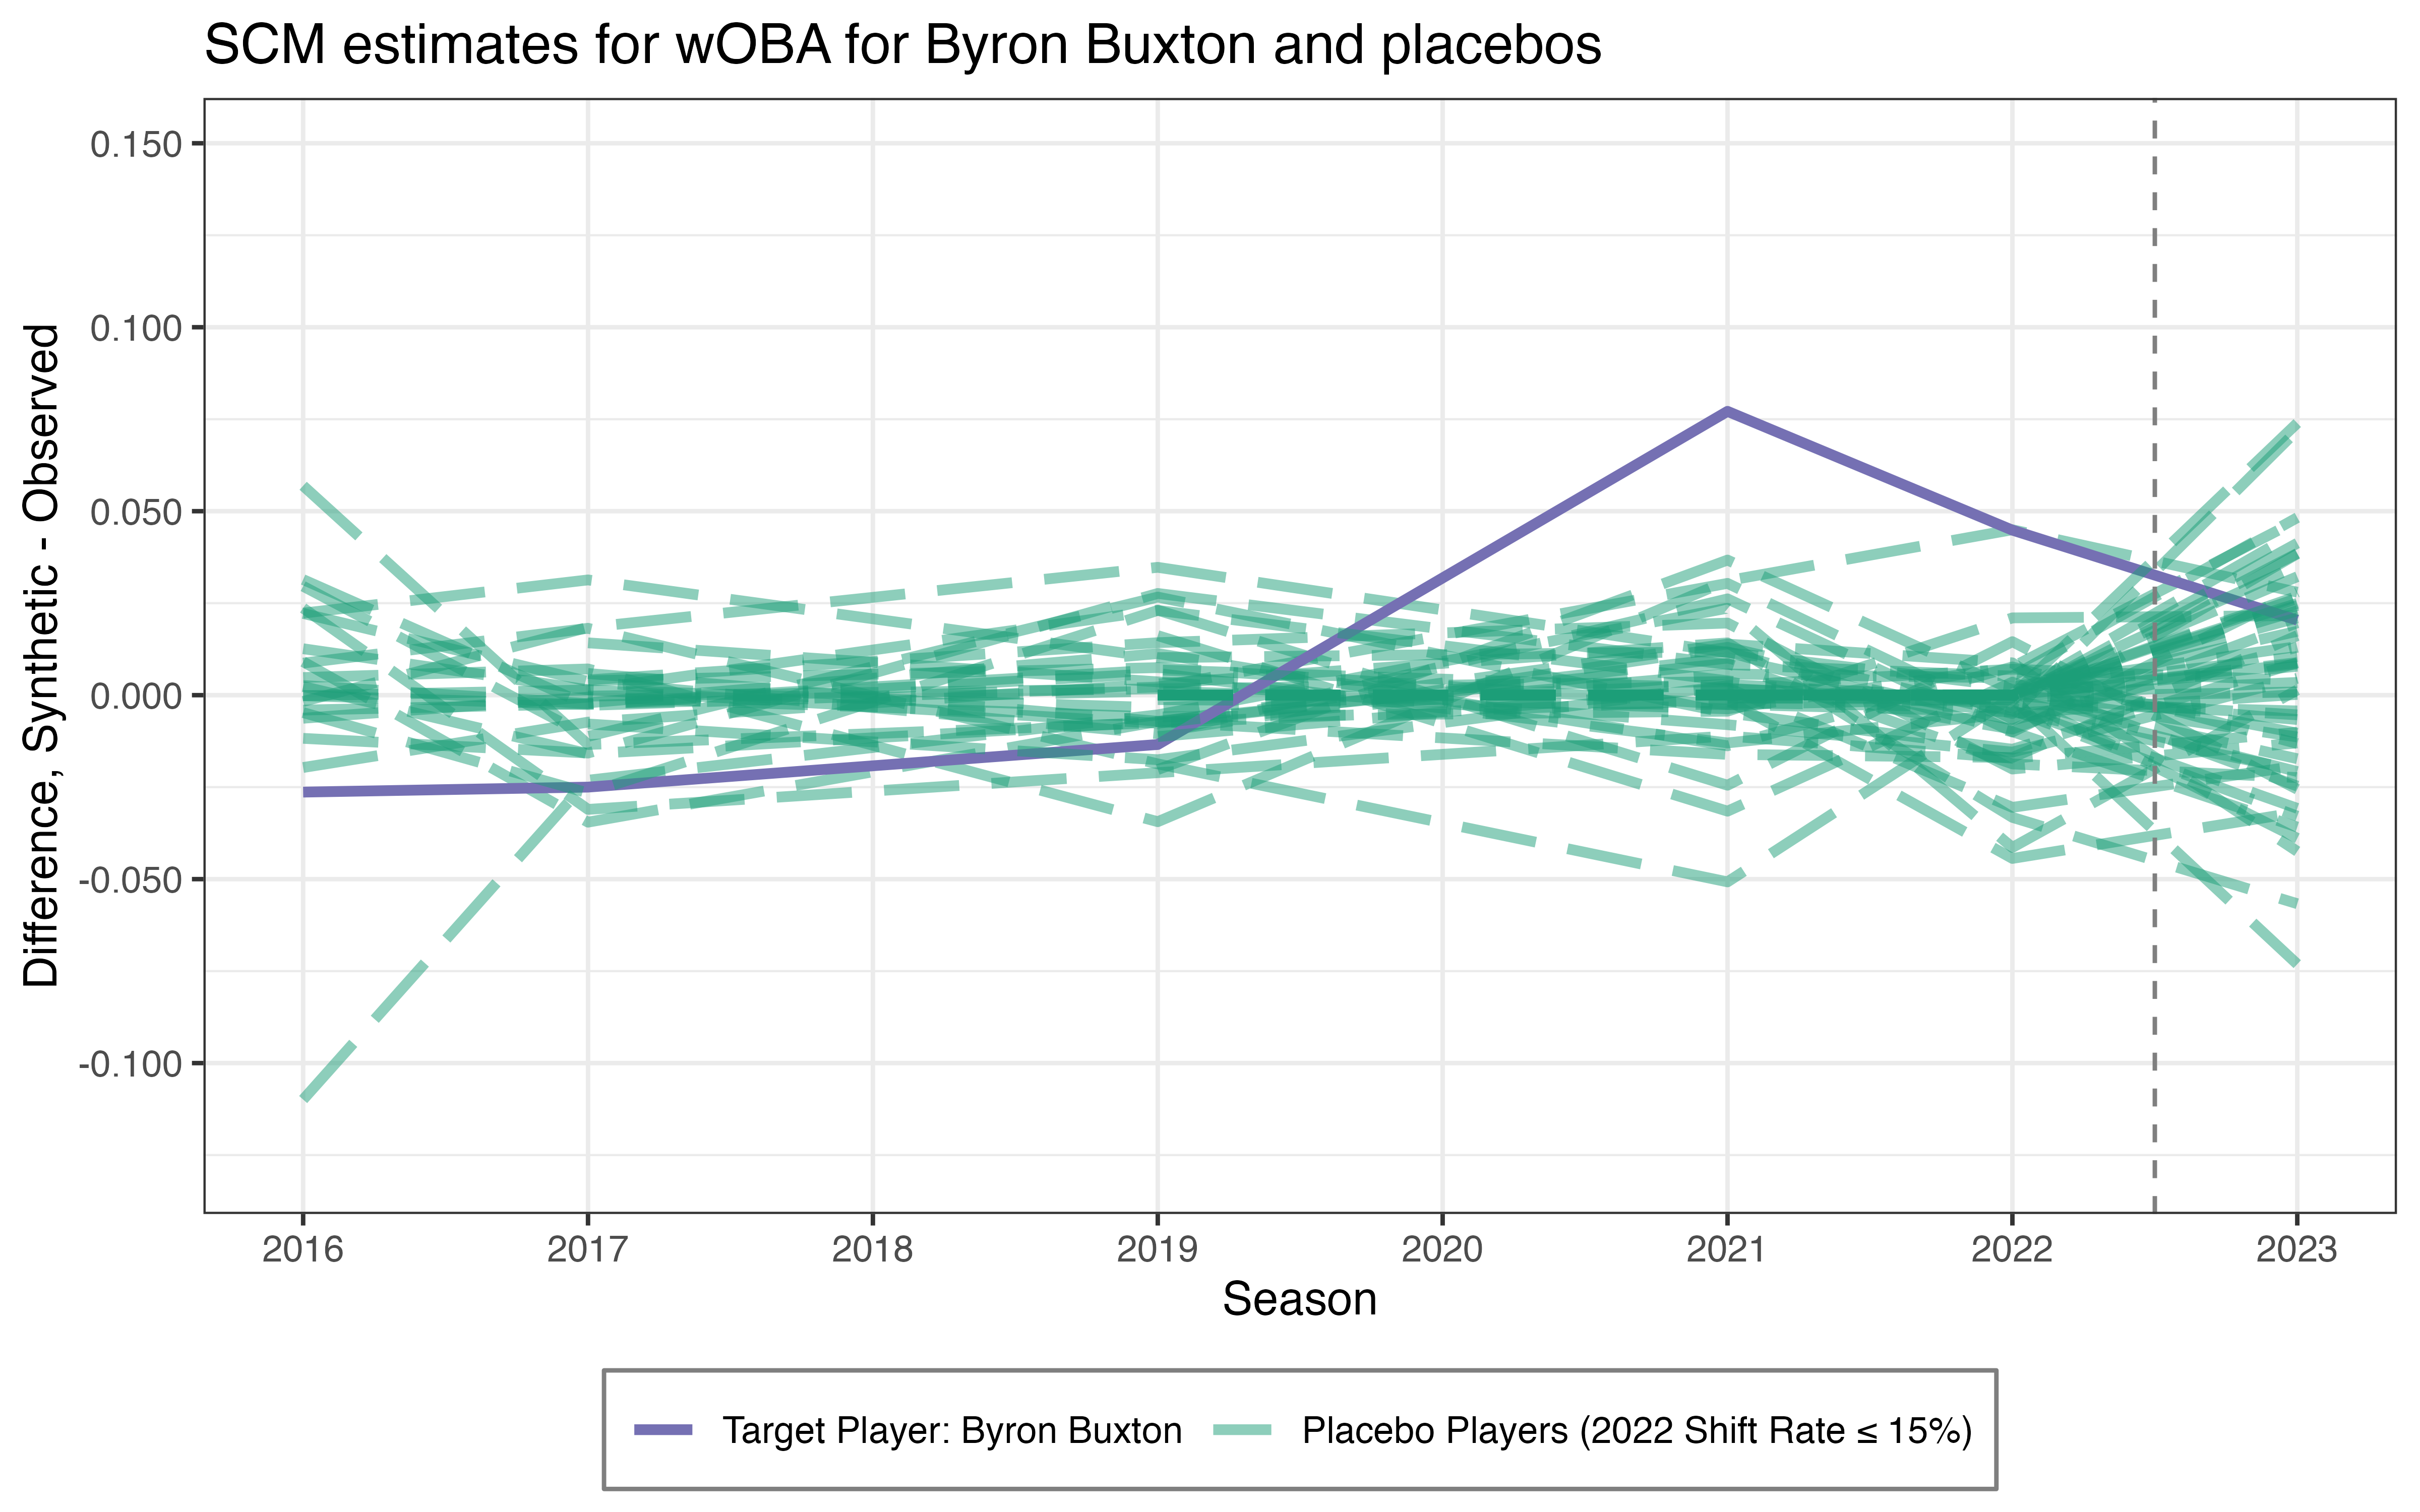 SCM estimates for wOBA for Byron Buxton and placebos
Difference, Synthetic - Observed
0.150
0.100
0.050
0.000
-0.050
-0.100
2016 2017 2018 2019 2020 2021 2022 2023
Season
Target Player: Byron Buxton Placebo Players (2022 Shift Rate ≤ 15%)